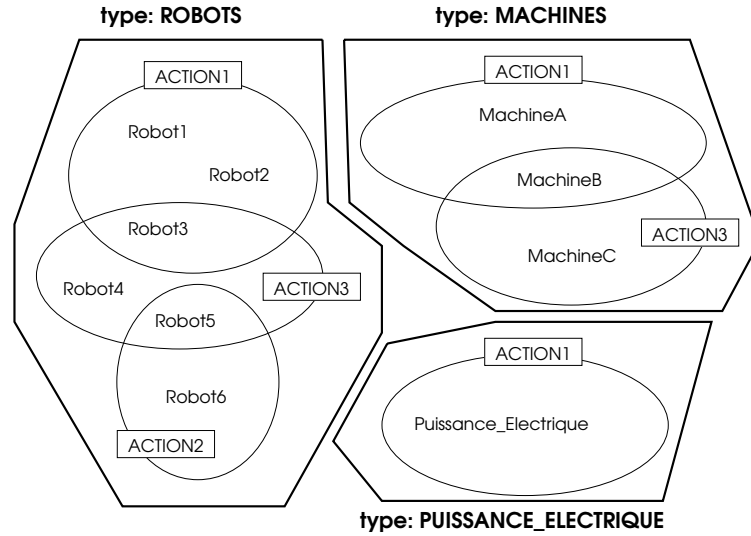 type: ROBOTS
ACTION1
Robot1
Robot2
Robot3
Robot4
ACTION3
Robot5
Robot6
ACTION2
type: MACHINES
ACTION1
MachineA
MachineB
ACTION3
MachineC
ACTION1
Puissance_Electrique
type: PUISSANCE_ELECTRIQUE